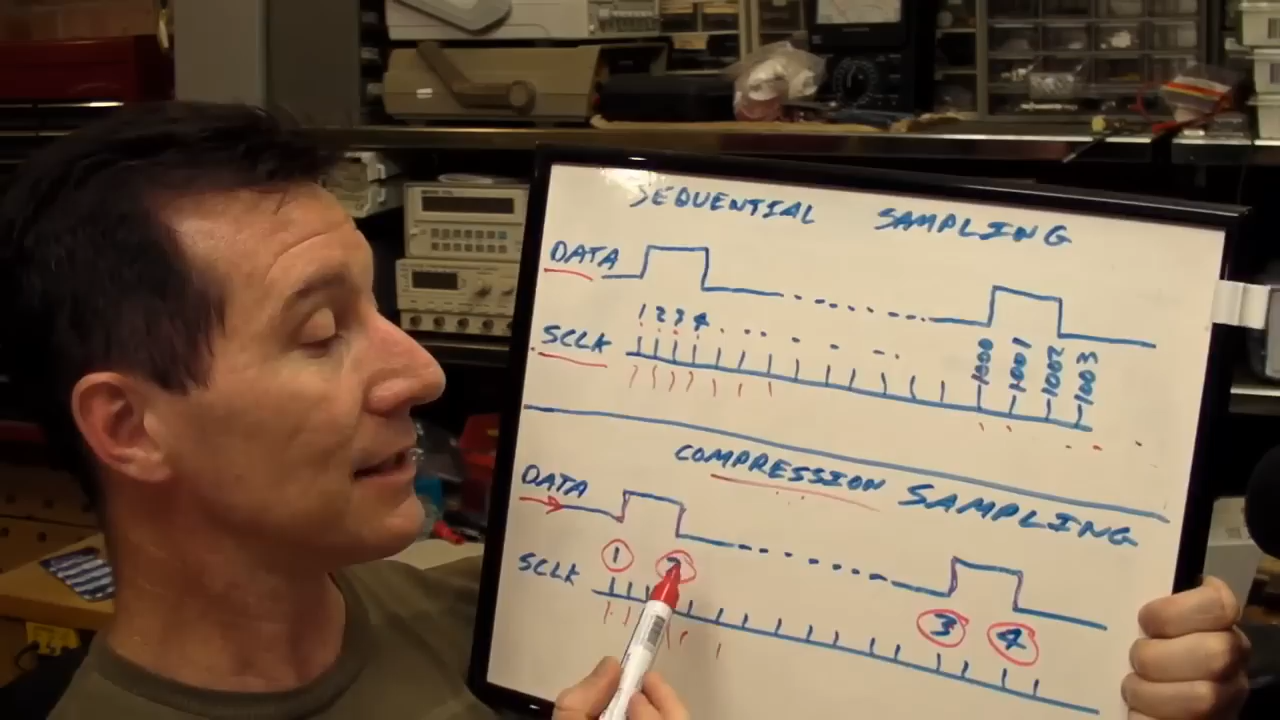 SEQUENTIAL SAMPLING
DATA
1 2 3 4
SCLK
1000 1001 1002 1003
COMPRESSION SAMPLING
DATA
1 2 3 4
SCLK